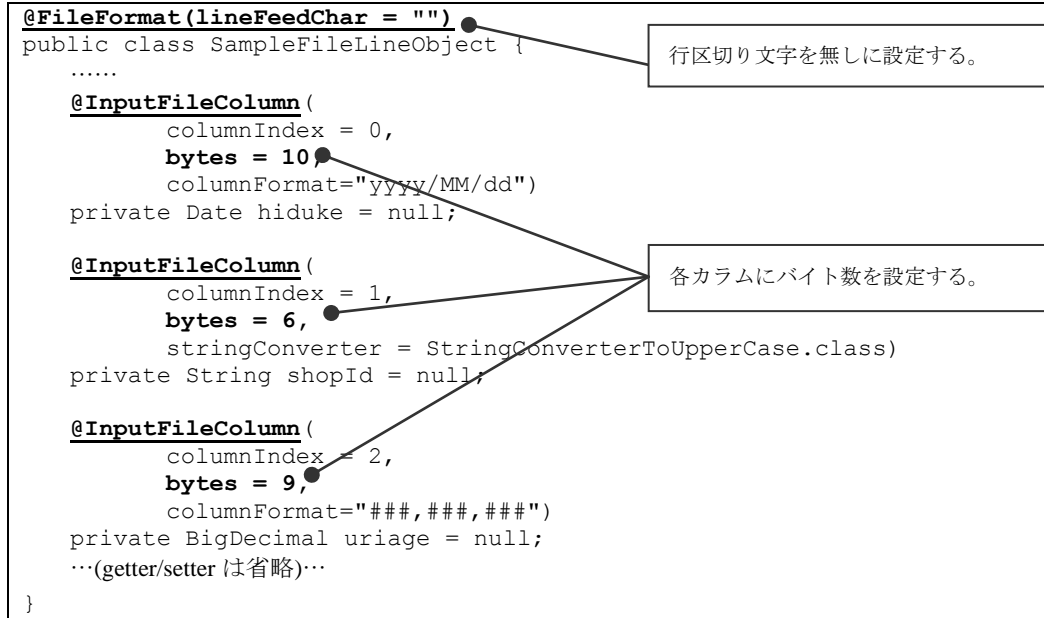 @FileFormat(lineFeedChar = "")
public class SampleFileLineObject {
行区切り文字を無しに設定する。
……
@InputFileColumn(
columnIndex = 0,
bytes = 10,
columnFormat="yyyy/MM/dd")
private Date hiduke = null;
@InputFileColumn(
各カラムにバイト数を設定する。
columnIndex = 1,
bytes = 6,
stringConverter = StringConverterToUpperCase.class)
private String shopId = null;
@InputFileColumn(
columnIndex = 2,
bytes = 9,
columnFormat="###,###,###")
private BigDecimal uriage = null;
…(getter/setter は省略)…
}